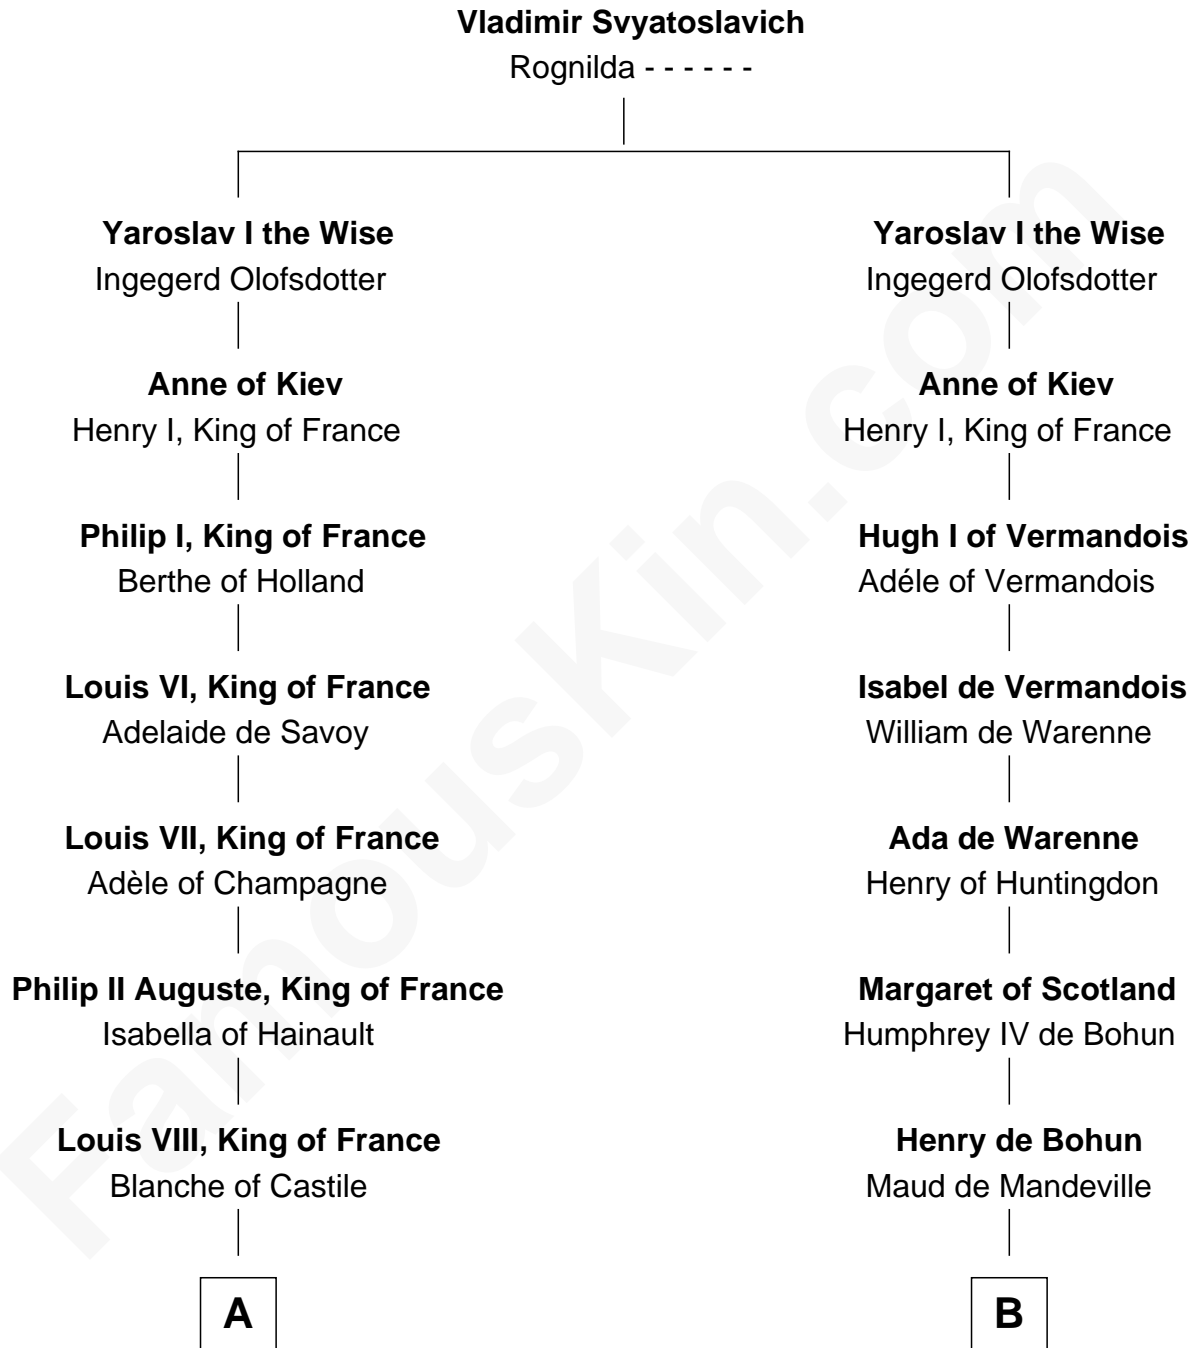 Vladimir Svyatoslavich
Rognilda - - - - - -
Yaroslav I the Wise
Ingegerd Olofsdotter
Yaroslav I the Wise
Ingegerd Olofsdotter
Anne of Kiev
Henry I, King of France
Anne of Kiev
Henry I, King of France
Philip I, King of France
Berthe of Holland
Hugh I of Vermandois
Adéle of Vermandois
Louis VI, King of France
Adelaide de Savoy
Isabel de Vermandois
William de Warenne
Louis VII, King of France
Adèle of Champagne
Ada de Warenne
Henry of Huntingdon
Philip II Auguste, King of France
Isabella of Hainault
Margaret of Scotland
Humphrey IV de Bohun
Louis VIII, King of France
Blanche of Castile
Henry de Bohun
Maud de Mandeville
A
B
FamousKin.com